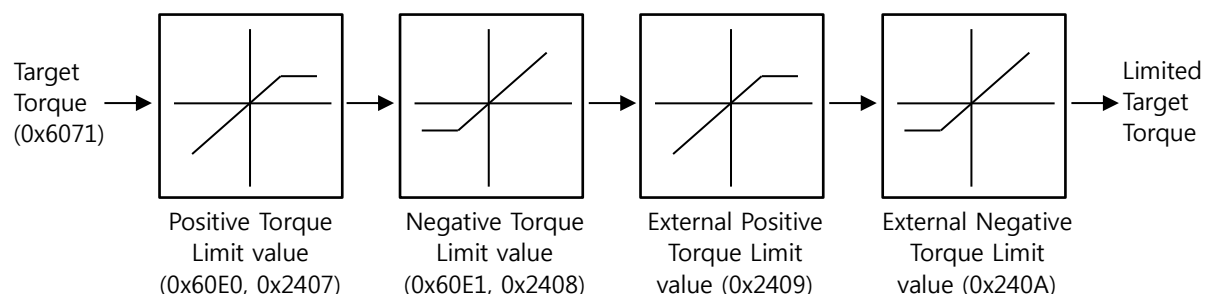 Target
Torque
(0x6071)
Limited
Target
Torque
Positive Torque
Limit value
(0x60E0, 0x2407)
Negative Torque
Limit value
(0x60E1, 0x2408)
External Positive
Torque Limit
value (0x2409)
External Negative
Torque Limit
value (0x240A)